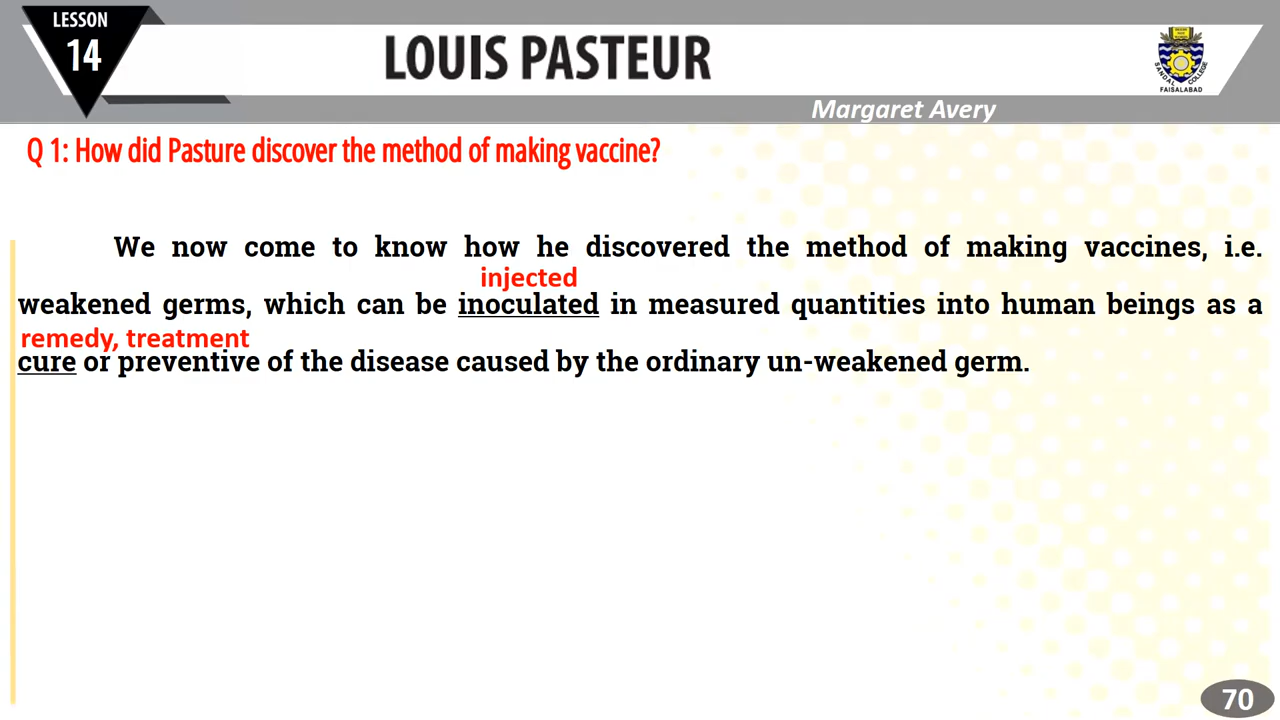 LESSON
14
LOUIS PASTEUR
SANDAL COLLEGE
FAISALABAD
Margaret Avery
Q 1: How did Pasture discover the method of making vaccine?
We now come to know how he discovered the method of making vaccines, i.e.
injected
weakened germs, which can be inoculated in measured quantities into human beings as a
remedy, treatment
cure or preventive of the disease caused by the ordinary un-weakened germ.
70